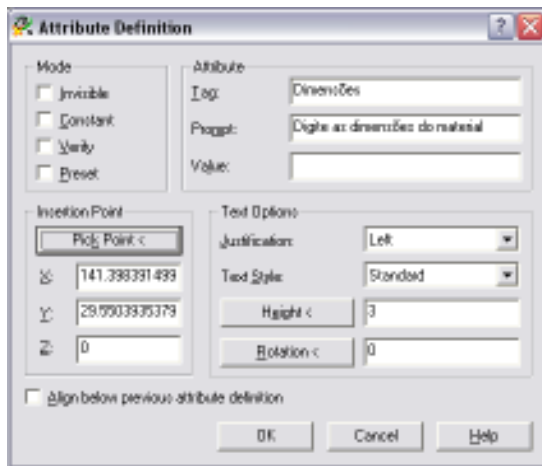 Attribute Definition
Mode
Invisible
Constant
Verify
Preset
Attribute
Tag: Dimensões
Prompt: Digite as dimensões do material
Value:
Insertion Point
Pick Point <
X: 141.398391499
Y: 29.5503935379
Z: 0
Text Options
Justification: Left
Text Style: Standard
Height < 3
Rotation < 0
Align below previous attribute definition
OK Cancel Help